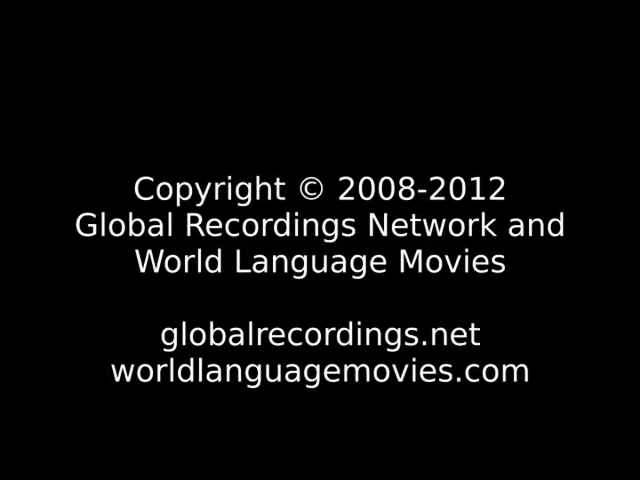 Copyright © 2008-2012
Global Recordings Network and
World Language Movies
globalrecordings.net
worldlanguagemovies.com